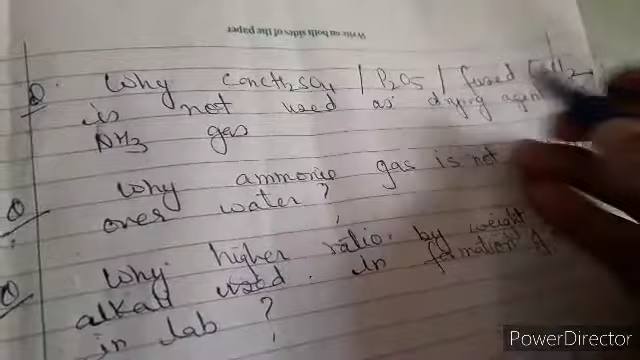 Write on both sides of the paper
Q. Why conc H2SO4 / P2O5 / fused
is not used as drying agent
NH3 gas
Q Why ammonia gas is not
over water?
Q Why higher ratio by weight
alkali used in formation of
in lab ?
PowerDirector